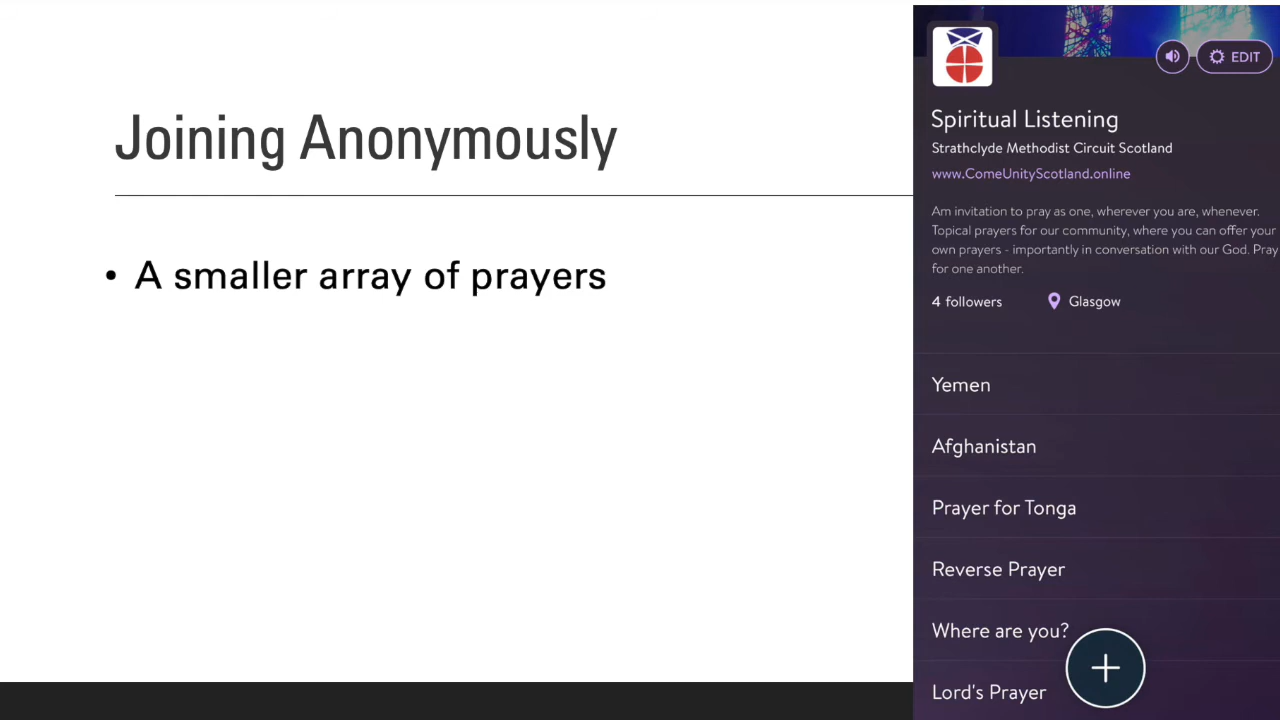 Joining Anonymously
• A smaller array of prayers
EDIT
Spiritual Listening
Strathclyde Methodist Circuit Scotland
www.ComeUnityScotland.online
Am invitation to pray as one, wherever you are, whenever.
Topical prayers for our community, where you can offer your
own prayers - importantly in conversation with our God. Pray
for one another.
4 followers
Glasgow
Yemen
Afghanistan
Prayer for Tonga
Reverse Prayer
Where are you?
Lord's Prayer